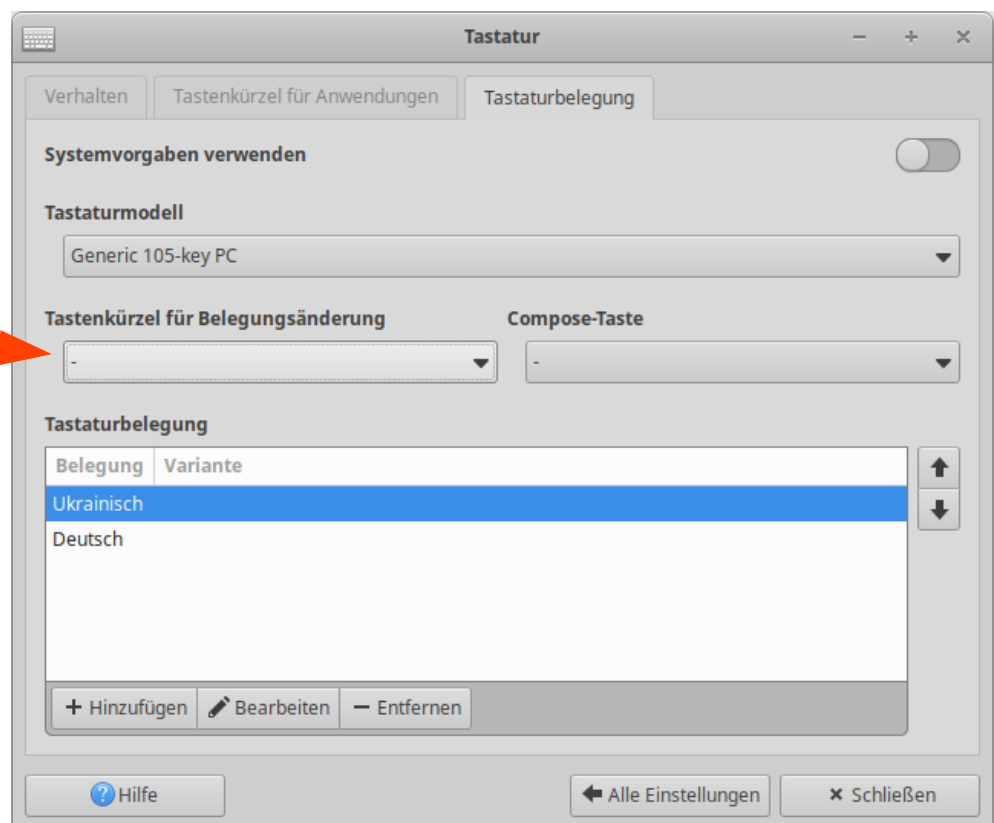 Tastatur
Verhalten Tastenkürzel für Anwendungen Tastaturbelegung
Systemvorgaben verwenden
Tastaturmodell
Generic 105-key PC
Tastenkürzel für Belegungsänderung Compose-Taste
- -
Tastaturbelegung
Belegung Variante
Ukrainisch
Deutsch
Hinzufügen Bearbeiten Entfernen
Hilfe Alle Einstellungen Schließen